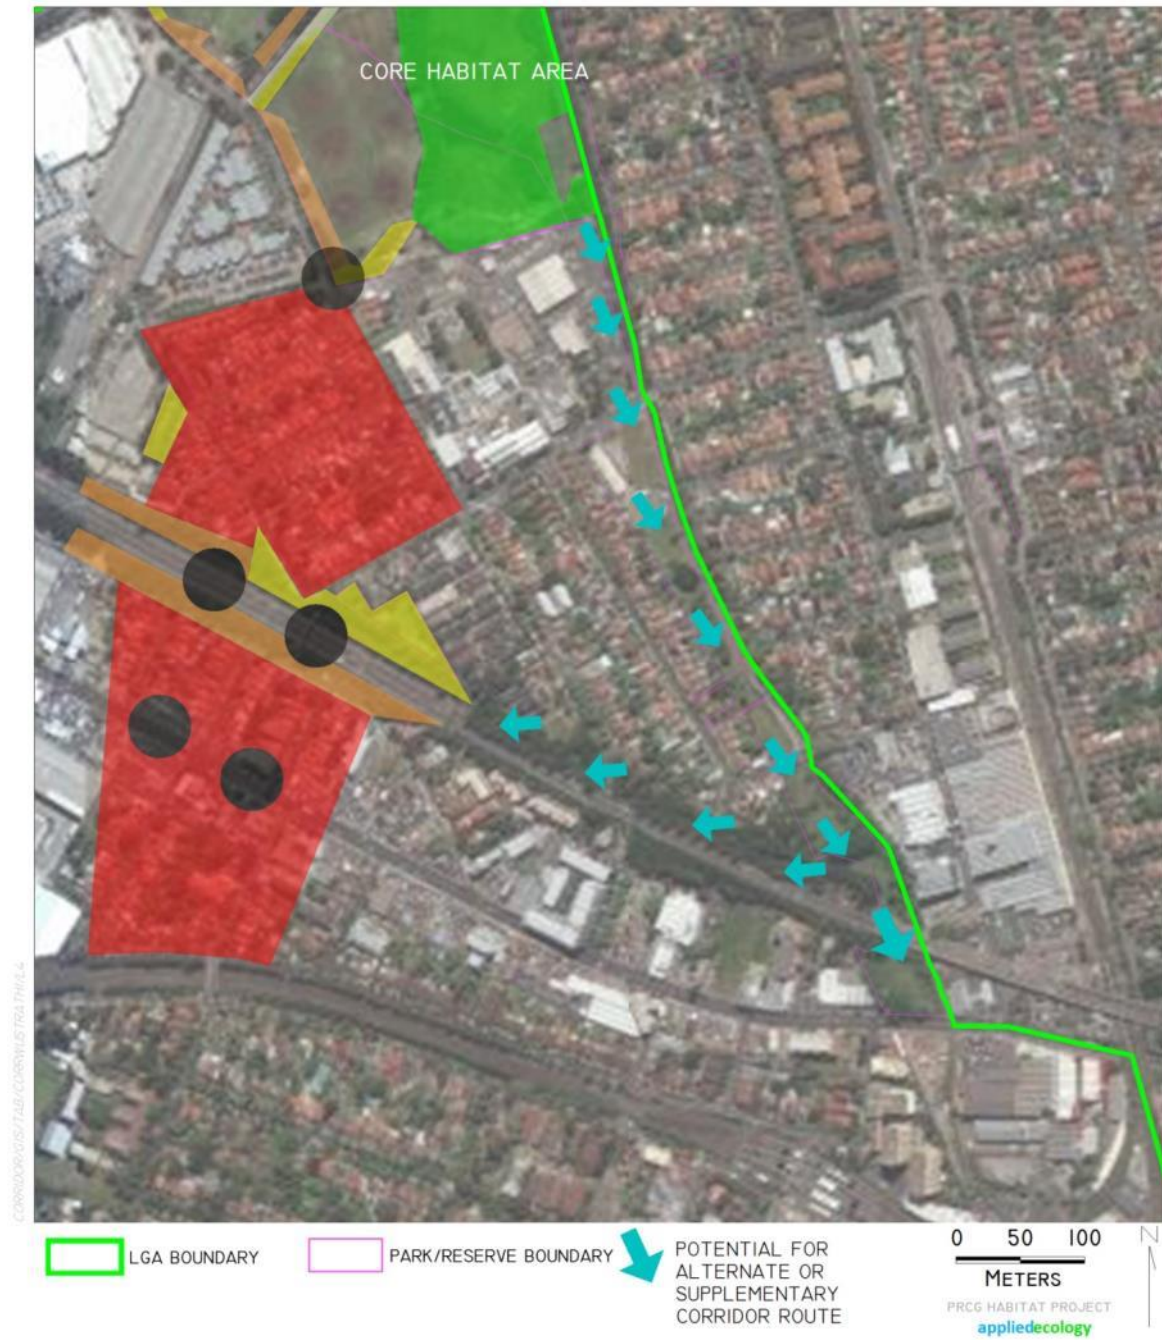 CORE HABITAT AREA
LGA BOUNDARY
PARK/RESERVE BOUNDARY
POTENTIAL FOR
ALTERNATE OR
SUPPLEMENTARY
CORRIDOR ROUTE
0 50 100
METERS
N
PRCG HABITAT PROJECT
appliedecology